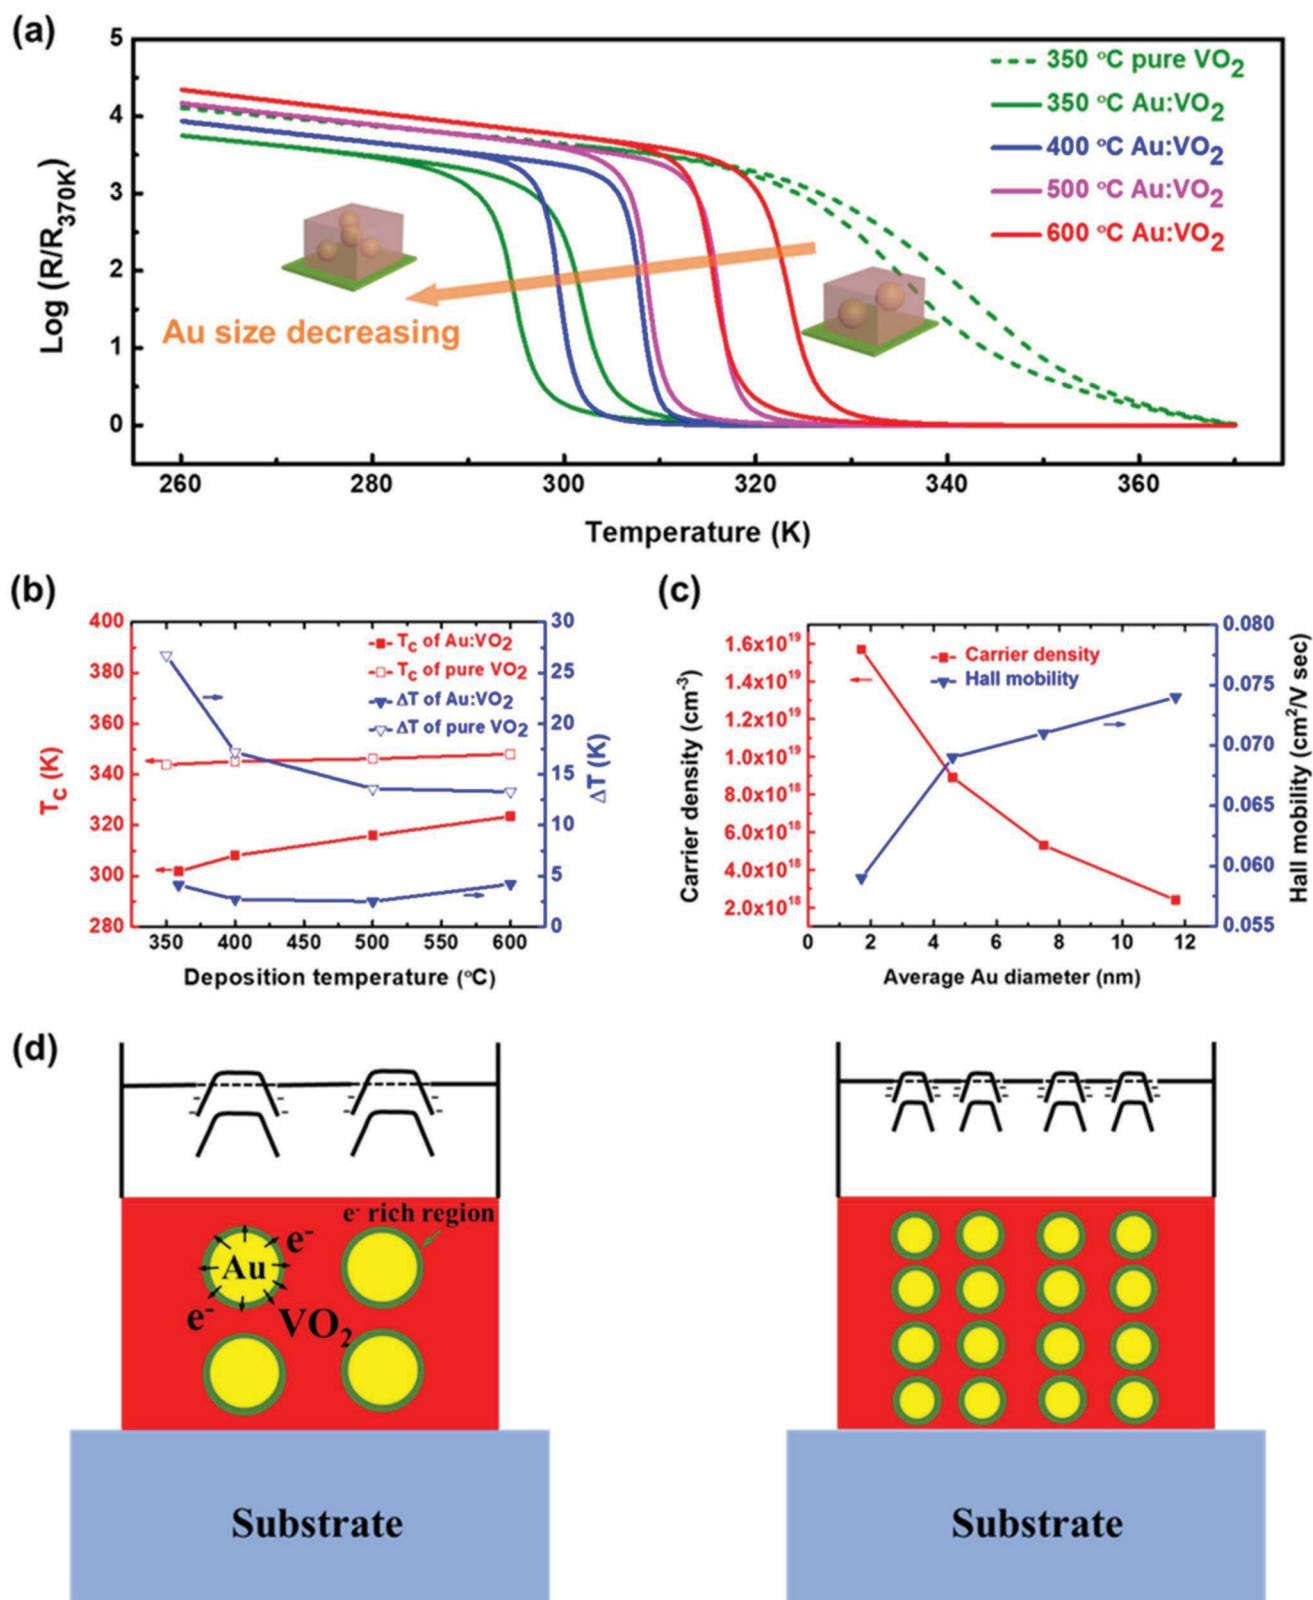 (a)
5
4
3
2
1
0
Log (R/R370K)
350 °C pure VO2
350 °C Au:VO2
400 °C Au:VO2
500 °C Au:VO2
600 °C Au:VO2
Au size decreasing
260 280 300 320 340 360
Temperature (K)
(b)
400
380
360
340
320
300
280
TC (K)
TC of Au:VO2
TC of pure VO2
ΔT of Au:VO2
ΔT of pure VO2
30
25
20
15
10
5
0
ΔT (K)
350 400 450 500 550 600
Deposition temperature (°C)
(c)
1.6x10^19
1.4x10^19
1.2x10^19
1.0x10^19
8.0x10^18
6.0x10^18
4.0x10^18
2.0x10^18
Carrier density (cm^-3)
Carrier density
Hall mobility
0.080
0.075
0.070
0.065
0.060
0.055
Hall mobility (cm^2/V sec)
0 2 4 6 8 10 12
Average Au diameter (nm)
(d)
e- rich region
e-
Au
e-
VO2
Substrate
Substrate